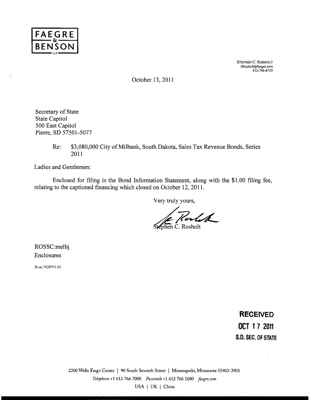 FAEGRE
&
BENSON
LLP
STEPHEN C. ROSHOLT
SRosholt@faegre.com
612/766-8729
October 13, 2011
Secretary of State
State Capitol
500 East Capitol
Pierre, SD 57501-5077
Re: $3,080,000 City of Milbank, South Dakota, Sales Tax Revenue Bonds, Series
2011
Ladies and Gentlemen:
Enclosed for filing is the Bond Information Statement, along with the $1.00 filing fee,
relating to the captioned financing which closed on October 12, 2011.
Very truly yours,
Stephen C. Rosholt
ROSSC:melbj
Enclosures
RECEIVED
OCT 17 2011
S.D. SEC. OF STATE
2200 Wells Fargo Center | 90 South Seventh Street | Minneapolis, Minnesota 55402-3901
Telephone +1 612 766 7000 Facsimile +1 612 766 1600 faegre.com
USA | UK | China